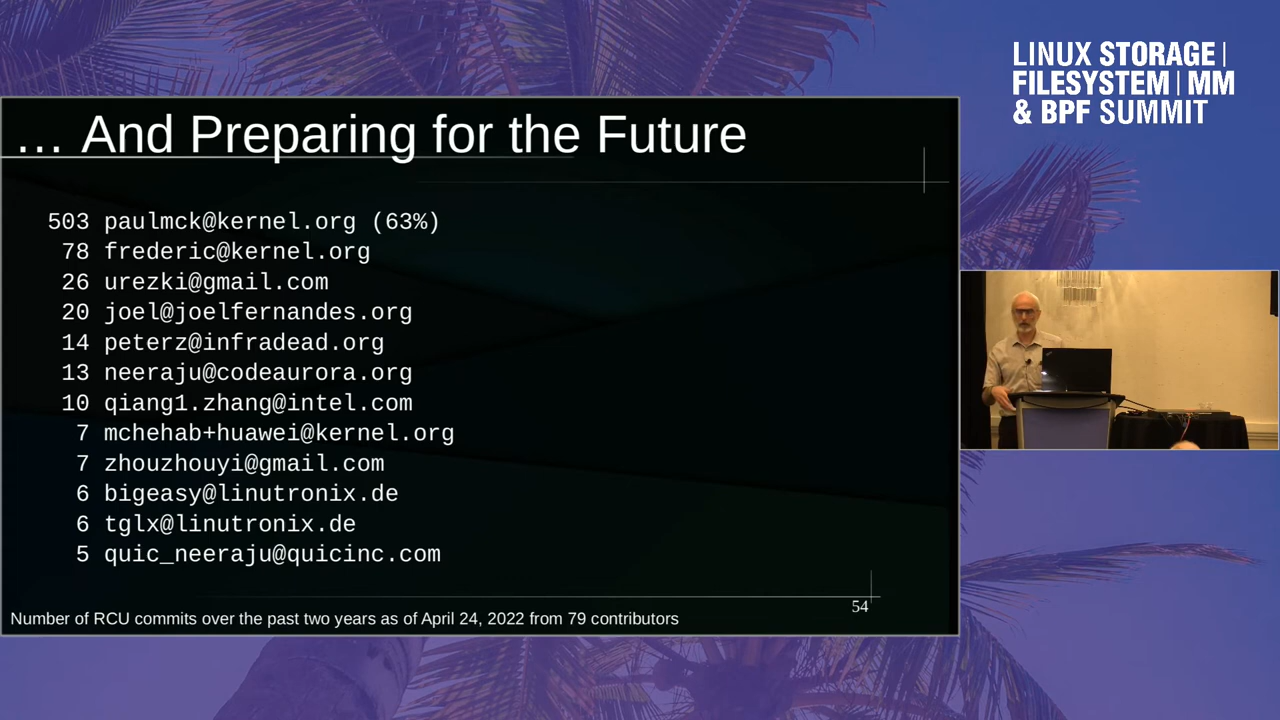 LINUX STORAGE |
FILESYSTEM | MM
& BPF SUMMIT
… And Preparing for the Future
503 paulmck@kernel.org (63%)
78 frederic@kernel.org
26 urezki@gmail.com
20 joel@joelfernandes.org
14 peterz@infradead.org
13 neeraju@codeaurora.org
10 qiang1.zhang@intel.com
7 mchehab+huawei@kernel.org
7 zhouzhouyi@gmail.com
6 bigeasy@linutronix.de
6 tglx@linutronix.de
5 quic_neeraju@quicinc.com
54
Number of RCU commits over the past two years as of April 24, 2022 from 79 contributors